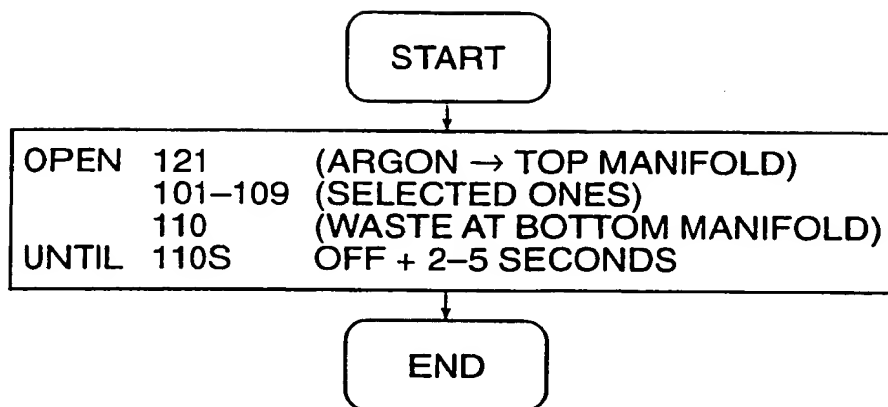 START
OPEN 121 (ARGON → TOP MANIFOLD)
101–109 (SELECTED ONES)
110 (WASTE AT BOTTOM MANIFOLD)
UNTIL 110S OFF + 2–5 SECONDS
END